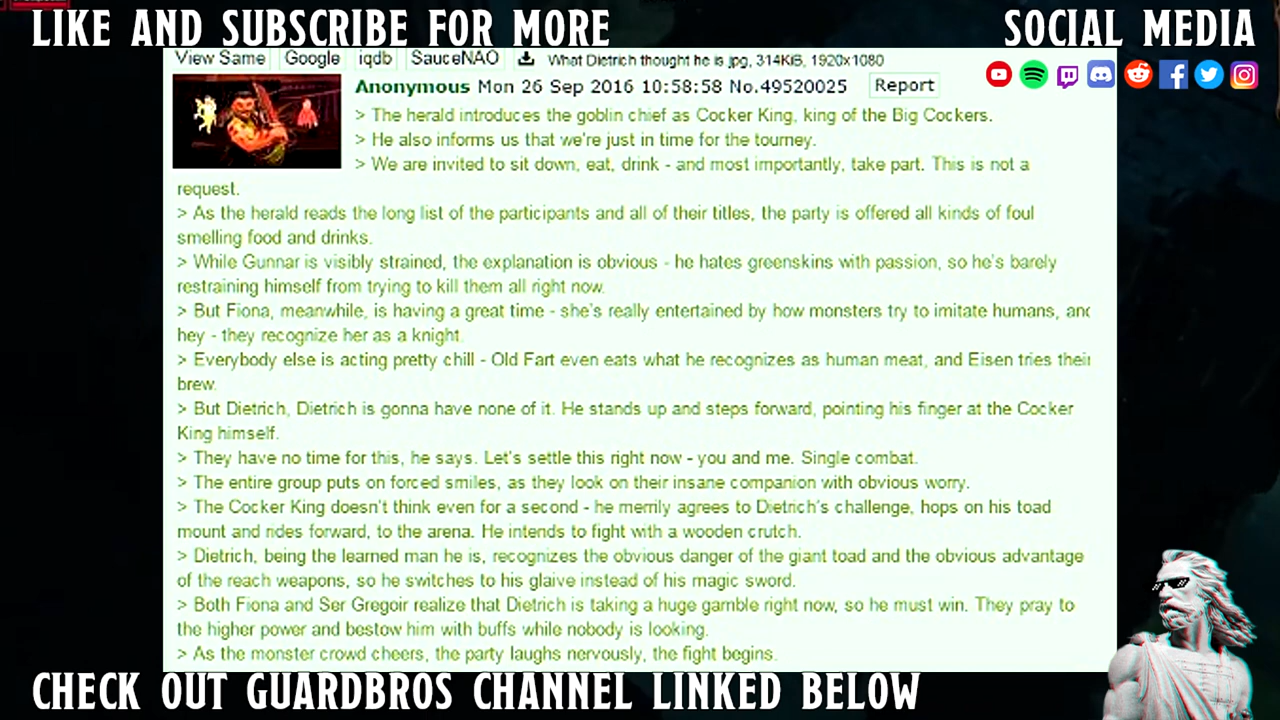 LIKE AND SUBSCRIBE FOR MORE
SOCIAL MEDIA
View Same Google iqdb SauceNAO What Dietrich thought he is.jpg, 314KiB, 1920x1080
Anonymous Mon 26 Sep 2016 10:58:58 No.49520025 Report
> The herald introduces the goblin chief as Cocker King, king of the Big Cockers.
> He also informs us that we're just in time for the tourney.
> We are invited to sit down, eat, drink - and most importantly, take part. This is not a
request.
> As the herald reads the long list of the participants and all of their titles, the party is offered all kinds of foul
smelling food and drinks.
> While Gunnar is visibly strained, the explanation is obvious - he hates greenskins with passion, so he's barely
restraining himself from trying to kill them all right now.
> But Fiona, meanwhile, is having a great time - she's really entertained by how monsters try to imitate humans, and
hey - they recognize her as a knight.
> Everybody else is acting pretty chill - Old Fart even eats what he recognizes as human meat, and Eisen tries their
brew.
> But Dietrich, Dietrich is gonna have none of it. He stands up and steps forward, pointing his finger at the Cocker
King himself.
> They have no time for this, he says. Let's settle this right now - you and me. Single combat.
> The entire group puts on forced smiles, as they look on their insane companion with obvious worry.
> The Cocker King doesn't think even for a second - he merrily agrees to Dietrich's challenge, hops on his toad
mount and rides forward, to the arena. He intends to fight with a wooden crutch.
> Dietrich, being the learned man he is, recognizes the obvious danger of the giant toad and the obvious advantage
of the reach weapons, so he switches to his glaive instead of his magic sword.
> Both Fiona and Ser Gregoir realize that Dietrich is taking a huge gamble right now, so he must win. They pray to
the higher power and bestow him with buffs while nobody is looking.
> As the monster crowd cheers, the party laughs nervously, the fight begins.
CHECK OUT GUARDBROS CHANNEL LINKED BELOW